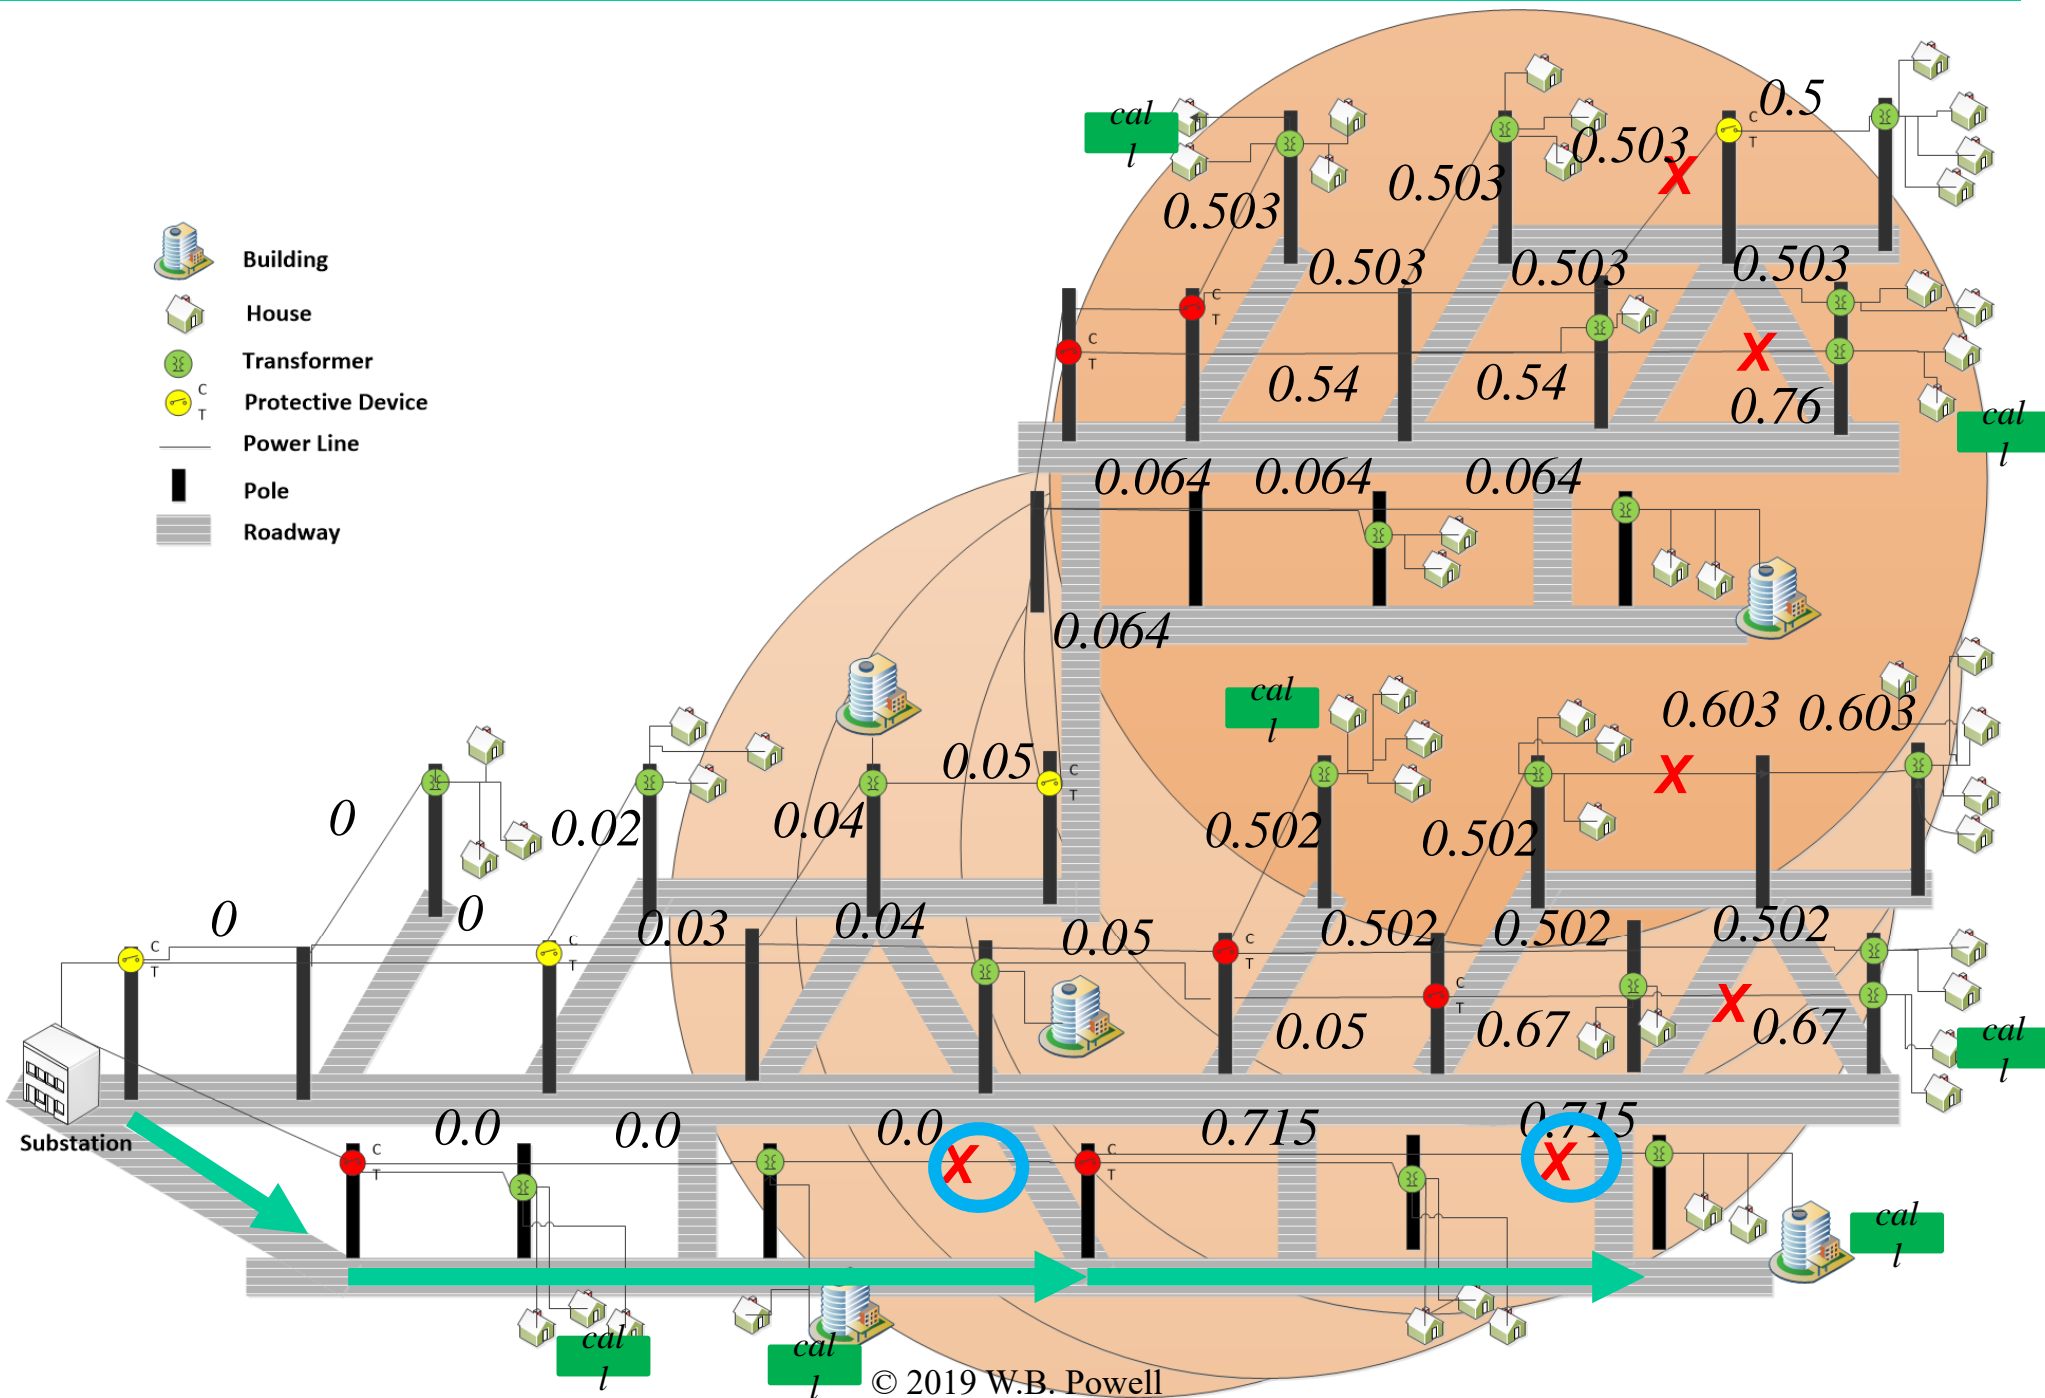 0.5
C
T
cal
l
0.503
0.503
0.503
0.503
0.503
0.503
Building
House
C
T
C
T
Transformer
0.54
0.54
0.76
C
Protective Device
T
cal
l
Power Line
0.064
0.064
0.064
Pole
Roadway
0.064
cal
l
0.603
0.603
0.05
C
T
0
0.02
0.04
0.502
0.502
0
0
0.03
0.04
0.05
0.502
0.502
0.502
C
T
C
T
C
T
C
T
0.05
0.67
0.67
cal
l
Substation
0.0
0.0
0.0
0.715
0.715
C
T
C
T
cal
l
cal
l
cal
l
© 2019 W.B. Powell
X
X
X
X
X
X